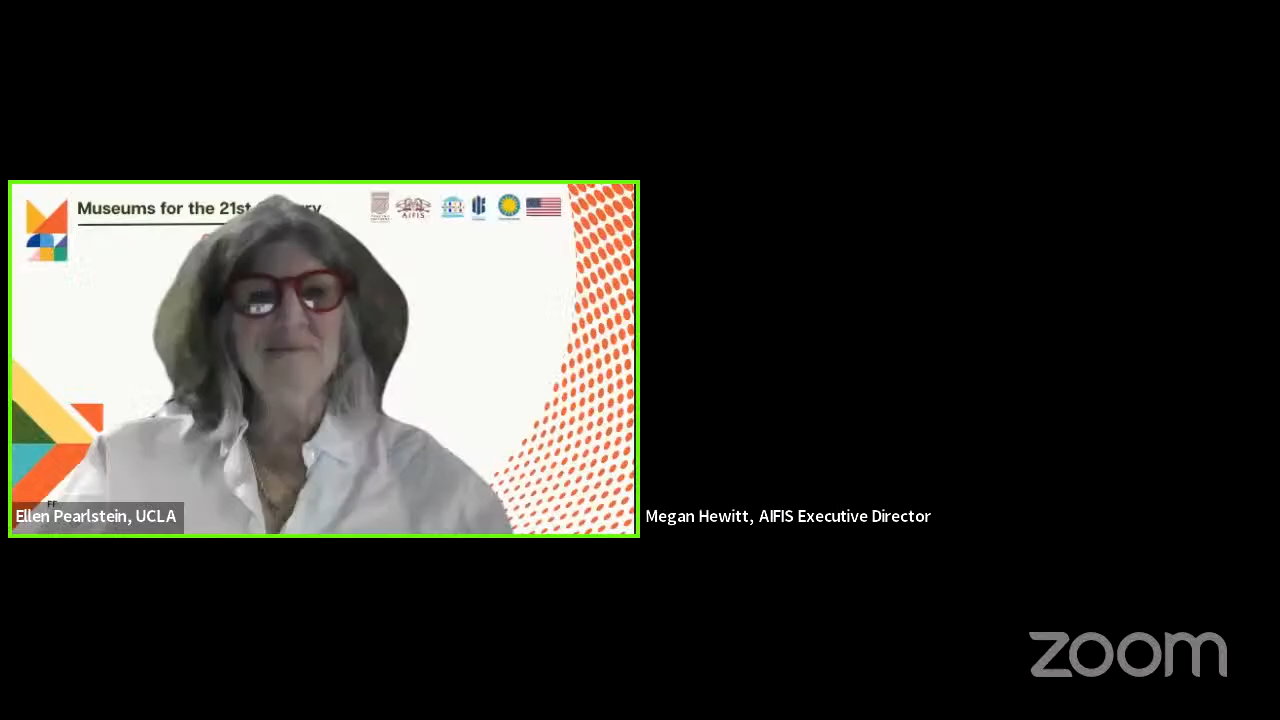 Museums for the 21st
AIFIS
Ellen Pearlstein, UCLA
Megan Hewitt, AIFIS Executive Director
zoom